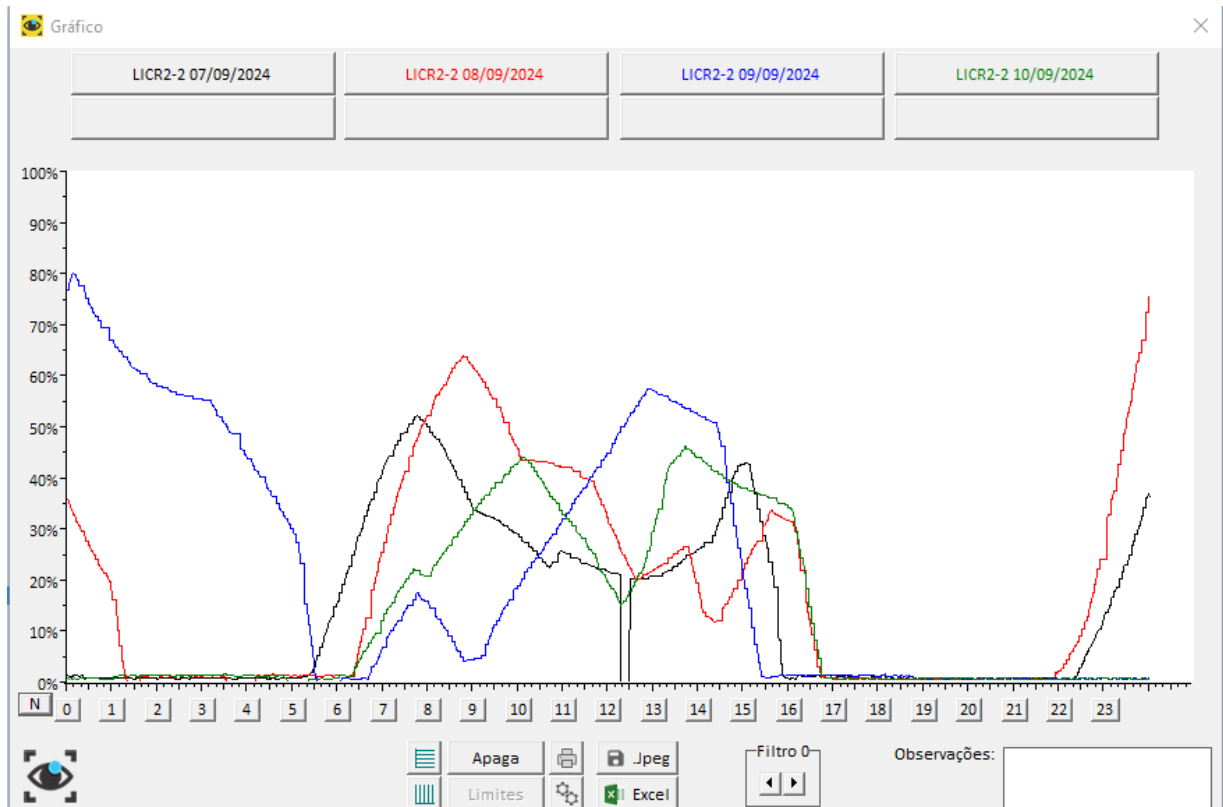 Gráfico
LICR2-2 07/09/2024 LICR2-2 08/09/2024 LICR2-2 09/09/2024 LICR2-2 10/09/2024
100%
90%
80%
70%
60%
50%
40%
30%
20%
10%
0%
N 0 1 2 3 4 5 6 7 8 9 10 11 12 13 14 15 16 17 18 19 20 21 22 23
Apaga .Jpeg Filtro 0 Observações:
Limites Excel